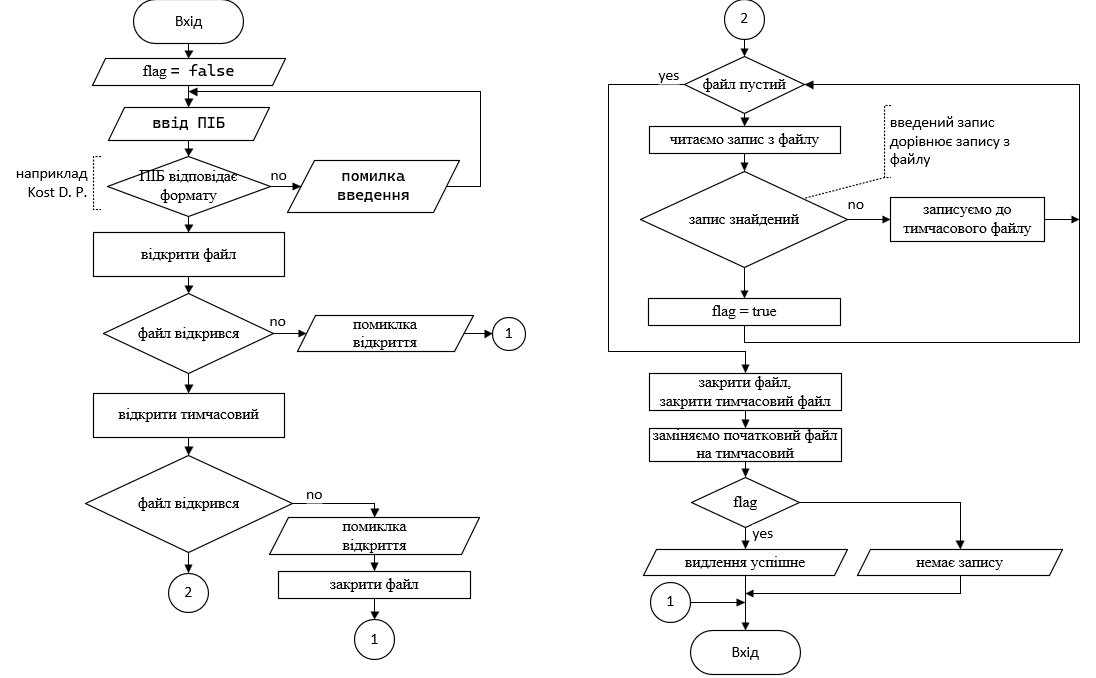 Вхід
flag = false
ввід ПІБ
наприклад
Kost D. P.
ПІБ відповідає
формату
no
помилка
введення
відкрити файл
файл відкрився
no
помиклка
відкриття
1
відкрити тимчасовий
файл відкрився
no
помиклка
відкриття
закрити файл
1
2
2
yes
файл пустий
читаємо запис з файлу
введений запис
дорівнює запису з
файлу
запис знайдений
no
записуємо до
тимчасового файлу
flag = true
закрити файл,
закрити тимчасовий файл
заміняємо початковий файл
на тимчасовий
flag
yes
видлення успішне
немає запису
1
Вхід